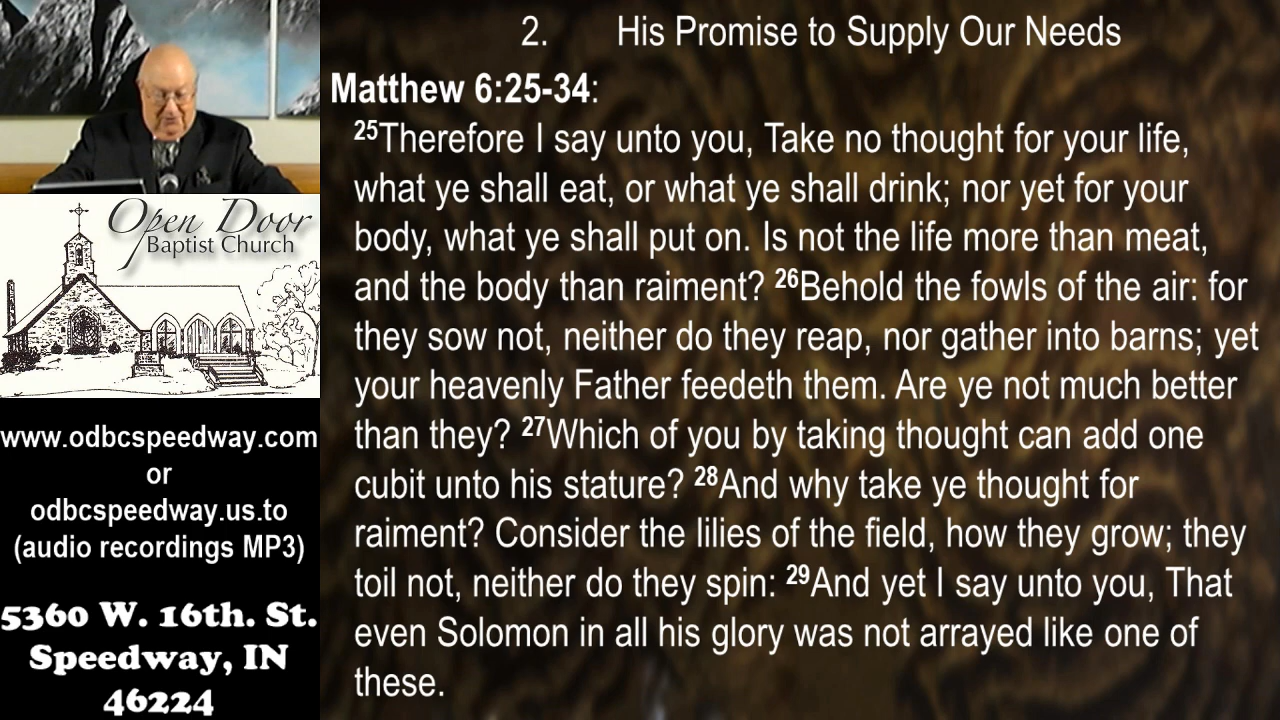 Open Door
Baptist Church
www.odbcspeedway.com
or
odbcspeedway.us.to
(audio recordings MP3)
5360 W. 16th. St.
Speedway, IN
46224
2. His Promise to Supply Our Needs
Matthew 6:25-34:
25Therefore I say unto you, Take no thought for your life,
what ye shall eat, or what ye shall drink; nor yet for your
body, what ye shall put on. Is not the life more than meat,
and the body than raiment? 26Behold the fowls of the air: for
they sow not, neither do they reap, nor gather into barns; yet
your heavenly Father feedeth them. Are ye not much better
than they? 27Which of you by taking thought can add one
cubit unto his stature? 28And why take ye thought for
raiment? Consider the lilies of the field, how they grow; they
toil not, neither do they spin: 29And yet I say unto you, That
even Solomon in all his glory was not arrayed like one of
these.